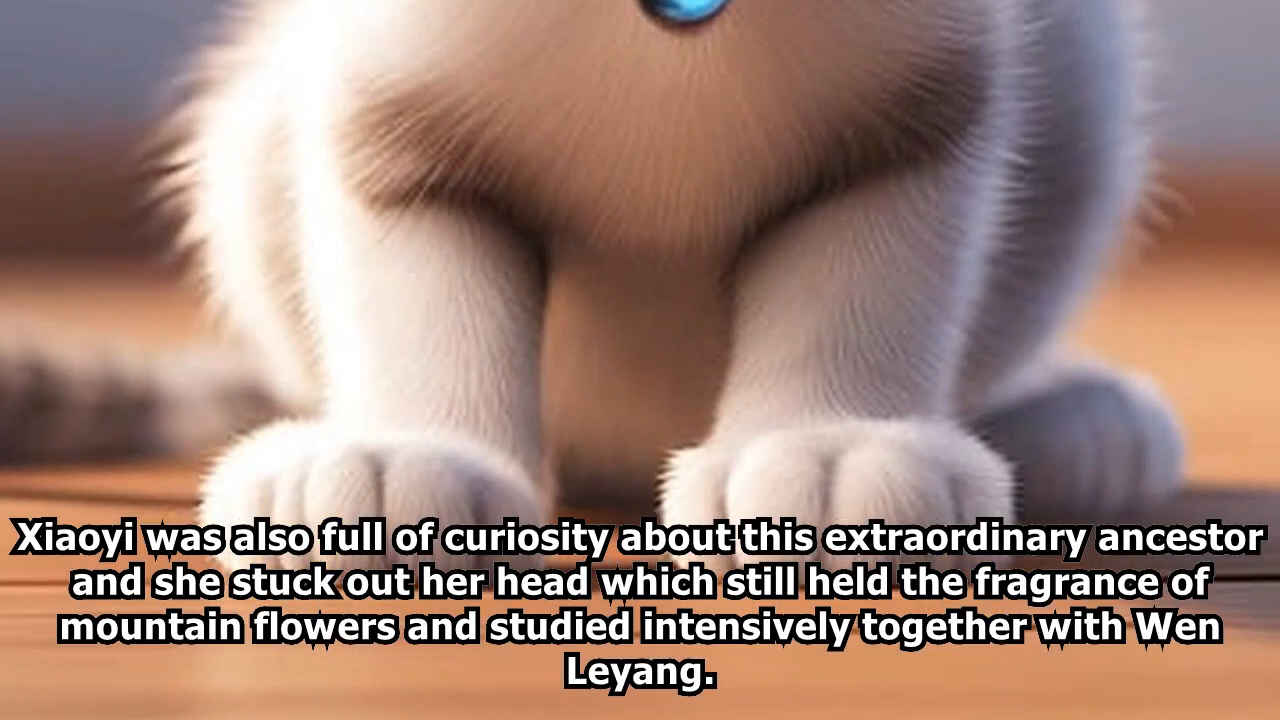 Xiaoyi was also full of curiosity about this extraordinary ancestor
and she stuck out her head which still held the fragrance of
mountain flowers and studied intensively together with Wen
Leyang.